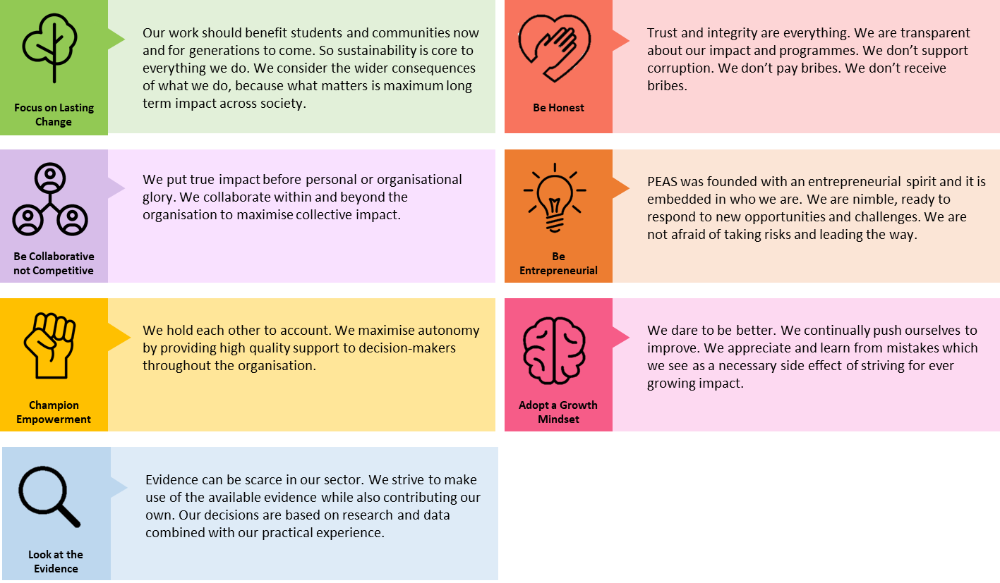 Focus on Lasting
Change
Our work should benefit students and communities now
and for generations to come. So sustainability is core to
everything we do. We consider the wider consequences
of what we do, because what matters is maximum long
term impact across society.
Be Honest
Trust and integrity are everything. We are transparent
about our impact and programmes. We don’t support
corruption. We don’t pay bribes. We don’t receive
bribes.
Be Collaborative
not Competitive
We put true impact before personal or organisational
glory. We collaborate within and beyond the
organisation to maximise collective impact.
Be
Entrepreneurial
PEAS was founded with an entrepreneurial spirit and it is
embedded in who we are. We are nimble, ready to
respond to new opportunities and challenges. We are
not afraid of taking risks and leading the way.
Champion
Empowerment
We hold each other to account. We maximise autonomy
by providing high quality support to decision-makers
throughout the organisation.
Adopt a Growth
Mindset
We dare to be better. We continually push ourselves to
improve. We appreciate and learn from mistakes which
we see as a necessary side effect of striving for ever
growing impact.
Look at the
Evidence
Evidence can be scarce in our sector. We strive to make
use of the available evidence while also contributing our
own. Our decisions are based on research and data
combined with our practical experience.